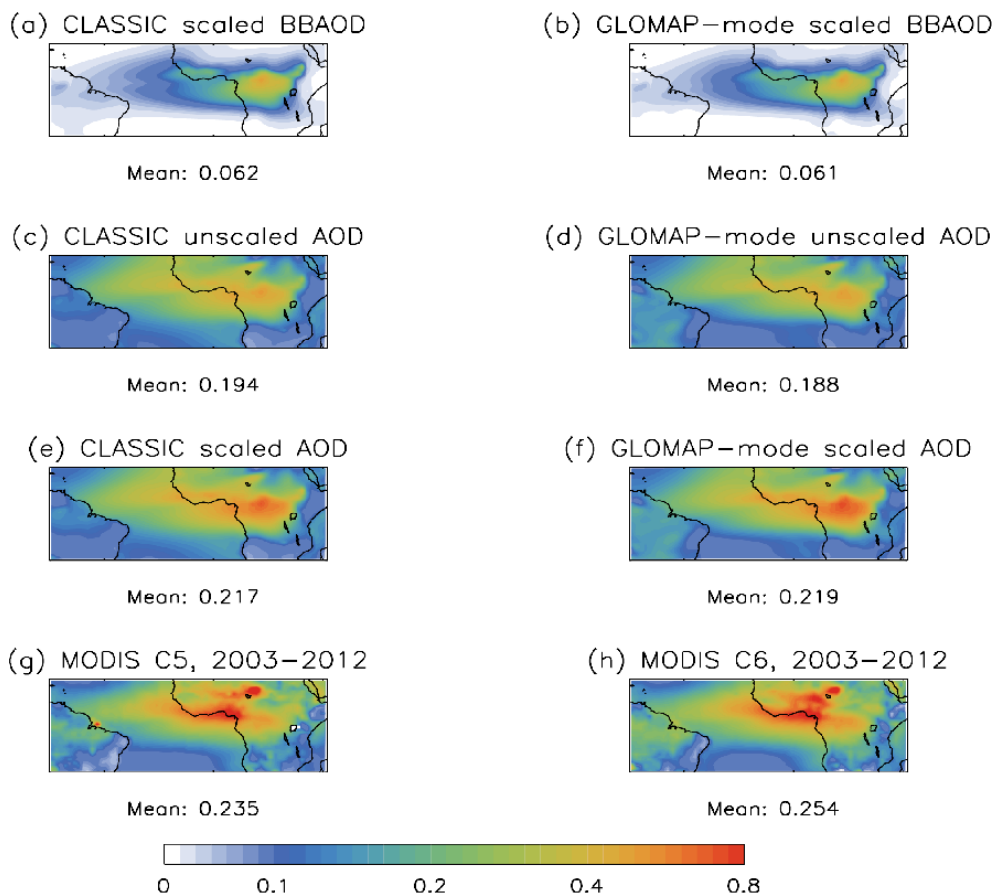 (a) CLASSIC scaled BBAOD
(b) GLOMAP-mode scaled BBAOD
Mean: 0.062
Mean: 0.061
(c) CLASSIC unscaled AOD
(d) GLOMAP-mode unscaled AOD
Mean: 0.194
Mean: 0.188
(e) CLASSIC scaled AOD
(f) GLOMAP-mode scaled AOD
Mean: 0.217
Mean: 0.219
(g) MODIS C5, 2003-2012
(h) MODIS C6, 2003-2012
Mean: 0.235
Mean: 0.254
0 0.1 0.2 0.4 0.8